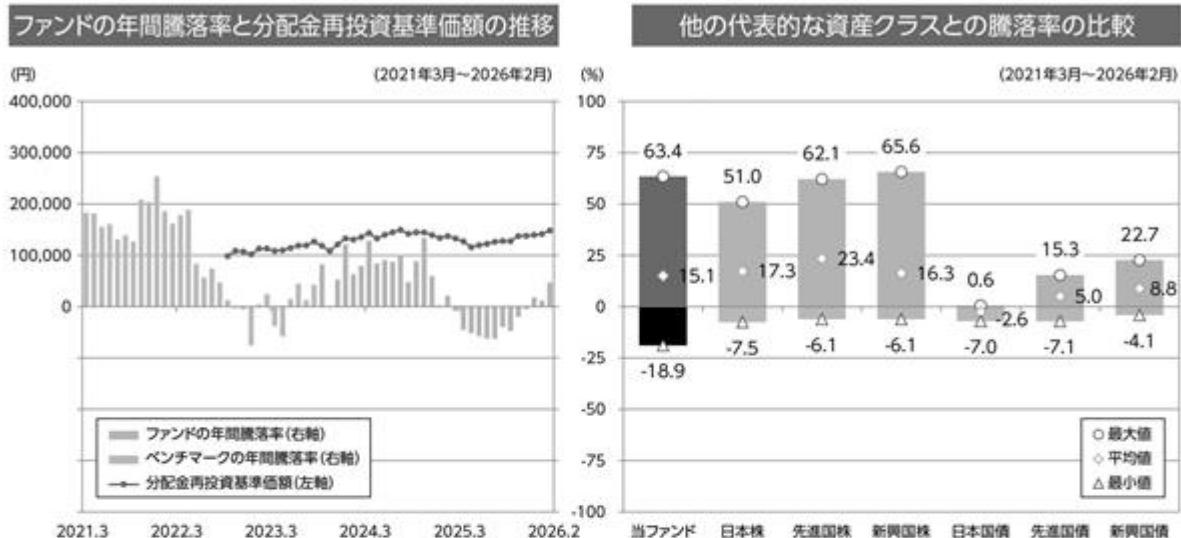 ファンドの年間騰落率と分配金再投資基準価額の推移
(円)
(2021年3月～2026年2月)
400,000
300,000
200,000
100,000
0
ファンドの年間騰落率(右軸)
ベンチマークの年間騰落率(右軸)
分配金再投資基準価額(左軸)
2021.3 2022.3 2023.3 2024.3 2025.3 2026.2
他の代表的な資産クラスとの騰落率の比較
(%)
(2021年3月～2026年2月)
100
75
50
25
0
-25
-50
-75
-100
63.4 51.0 62.1 65.6 0.6 15.3 22.7
15.1 17.3 23.4 16.3 -2.6 5.0 8.8
-18.9 -7.5 -6.1 -6.1 -7.0 -7.1 -4.1
最大値
平均値
最小値
当ファンド 日本株 先進国株 新興国株 日本国債 先進国債 新興国債